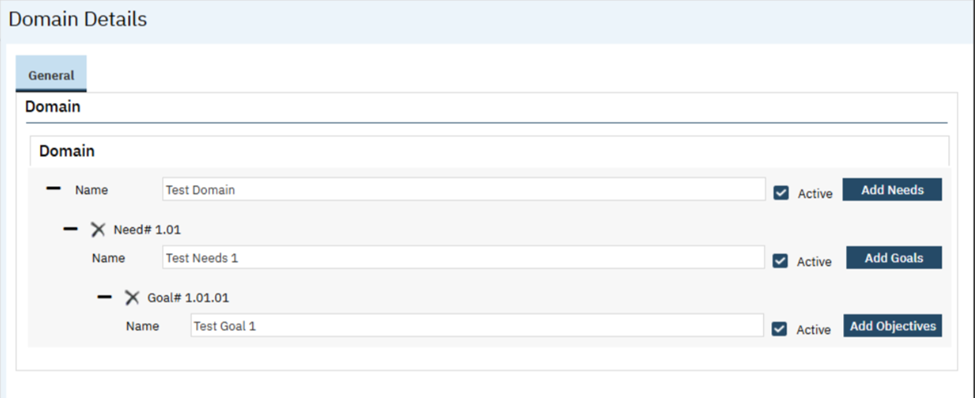 Domain Details
General
Domain
Domain
Name Test Domain Active Add Needs
Need# 1.01
Name Test Needs 1 Active Add Goals
Goal# 1.01.01
Name Test Goal 1 Active Add Objectives